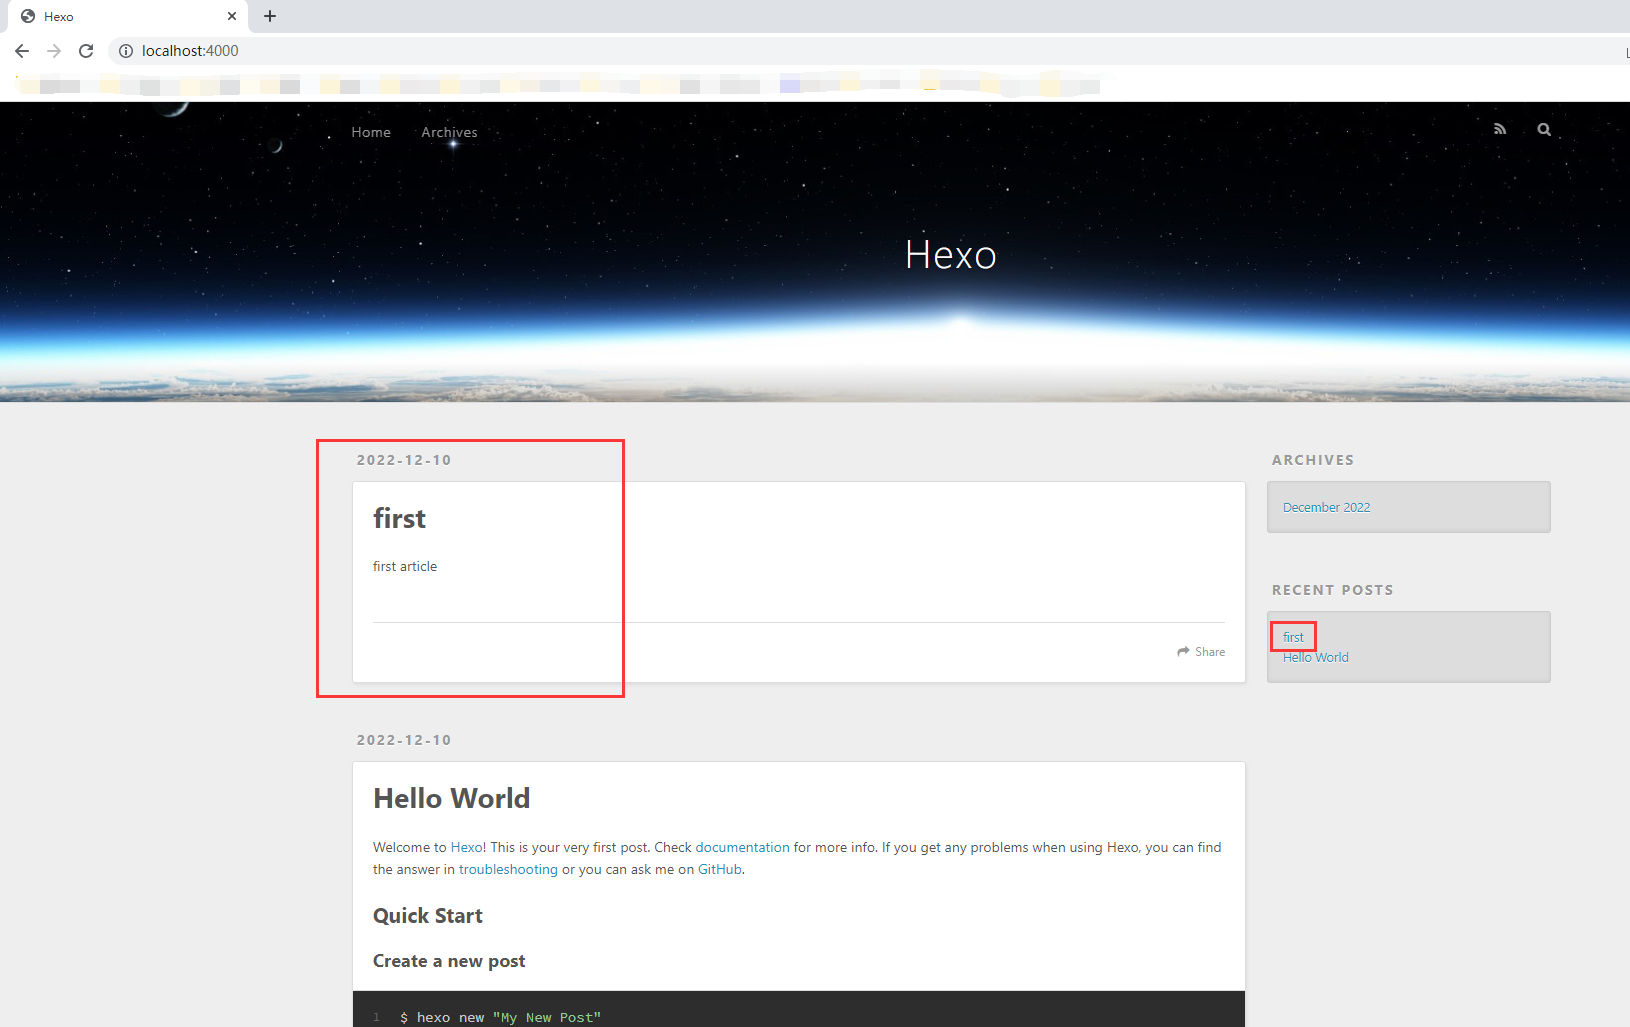 Hexo
localhost:4000
Home
Archives
Hexo
2022-12-10
first
first article
Share
2022-12-10
Hello World
Welcome to Hexo! This is your very first post. Check documentation for more info. If you get any problems when using Hexo, you can find
the answer in troubleshooting or you can ask me on GitHub.
Quick Start
Create a new post
1 $ hexo new "My New Post"
ARCHIVES
December 2022
RECENT POSTS
first
Hello World